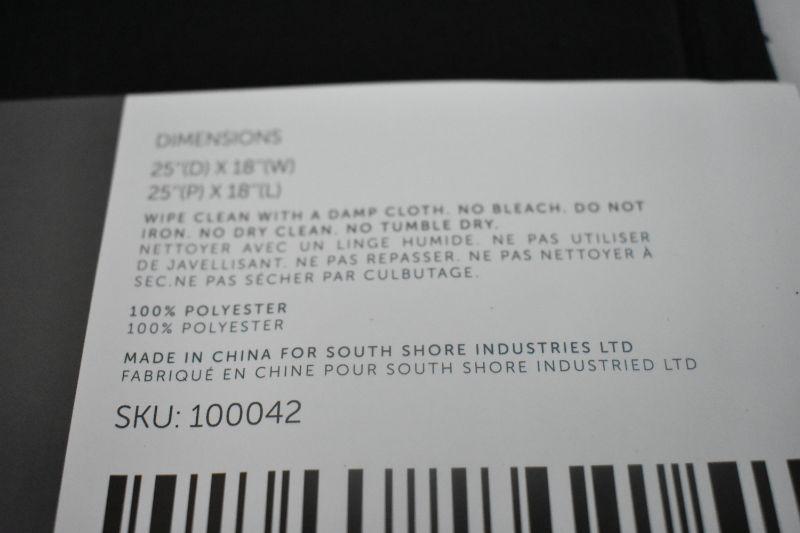 DIMENSIONS
25"(D) X 18"(W)
25"(P) X 18"(L)
WIPE CLEAN WITH A DAMP CLOTH. NO BLEACH. DO NOT
IRON. NO DRY CLEAN. NO TUMBLE DRY.
NETTOYER AVEC UN LINGE HUMIDE. NE PAS UTILISER
DE JAVELLISANT. NE PAS REPASSER. NE PAS NETTOYER À
SEC.NE PAS SÉCHER PAR CULBUTAGE.
100% POLYESTER
100% POLYESTER
MADE IN CHINA FOR SOUTH SHORE INDUSTRIES LTD
FABRIQUÉ EN CHINE POUR SOUTH SHORE INDUSTRIED LTD
SKU: 100042